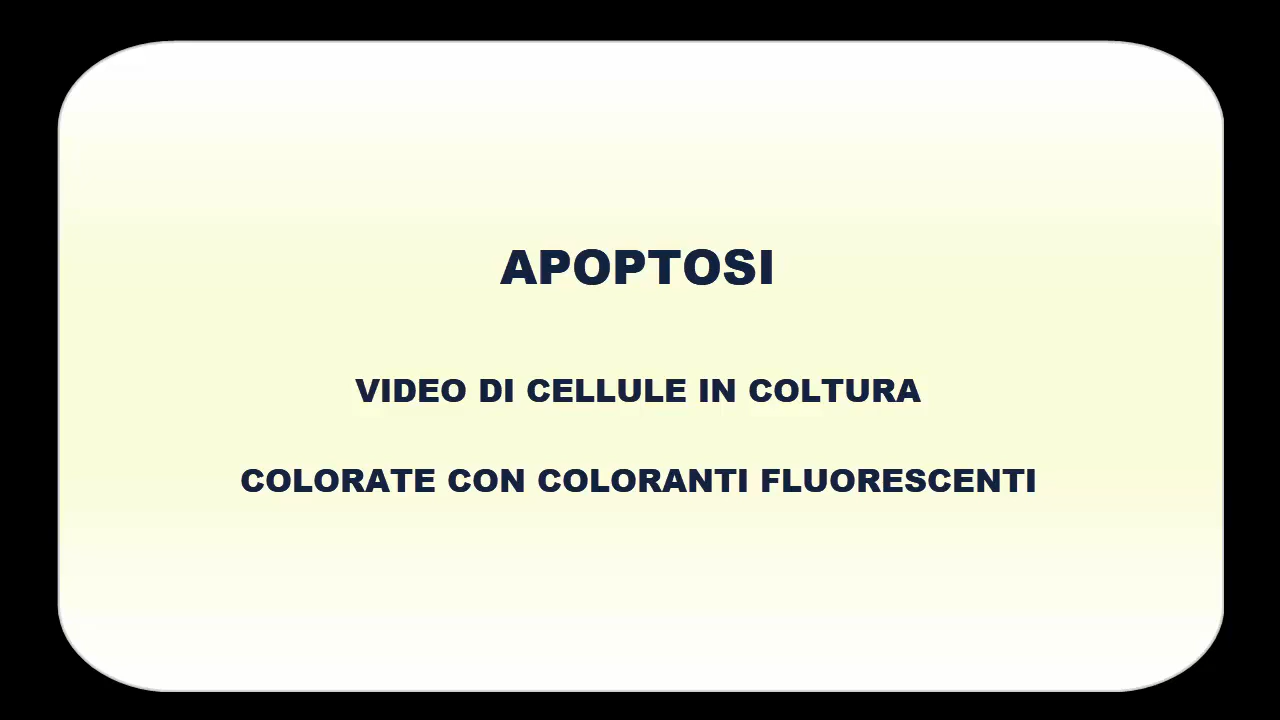 APOPTOSI
VIDEO DI CELLULE IN COLTURA
COLORATE CON COLORANTI FLUORESCENTI